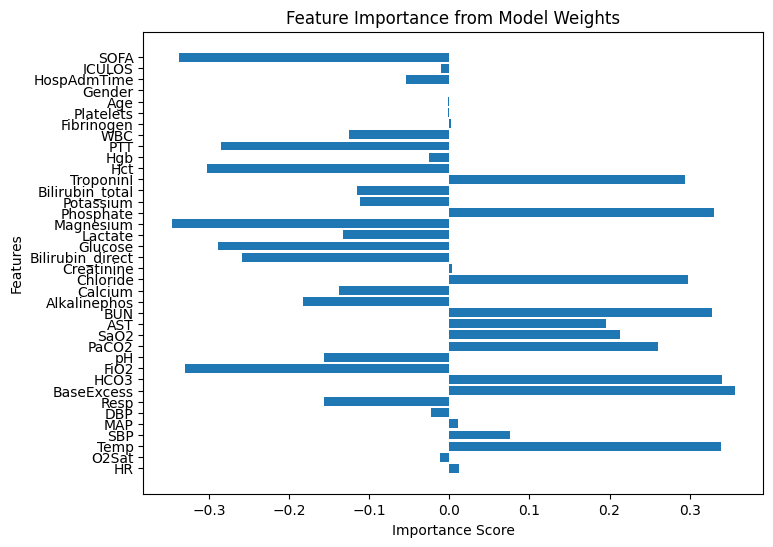 Feature Importance from Model Weights
SOFA
ICULOS
HospAdmTime
Gender
Age
Platelets
Fibrinogen
WBC
PTT
Hgb
Hct
TroponinI
Bilirubin_total
Potassium
Phosphate
Magnesium
Lactate
Glucose
Bilirubin_direct
Creatinine
Chloride
Calcium
Alkalinephos
BUN
AST
SaO2
PaCO2
pH
FiO2
HCO3
BaseExcess
Resp
DBP
MAP
SBP
Temp
O2Sat
HR
Features
−0.3 −0.2 −0.1 0.0 0.1 0.2 0.3
Importance Score